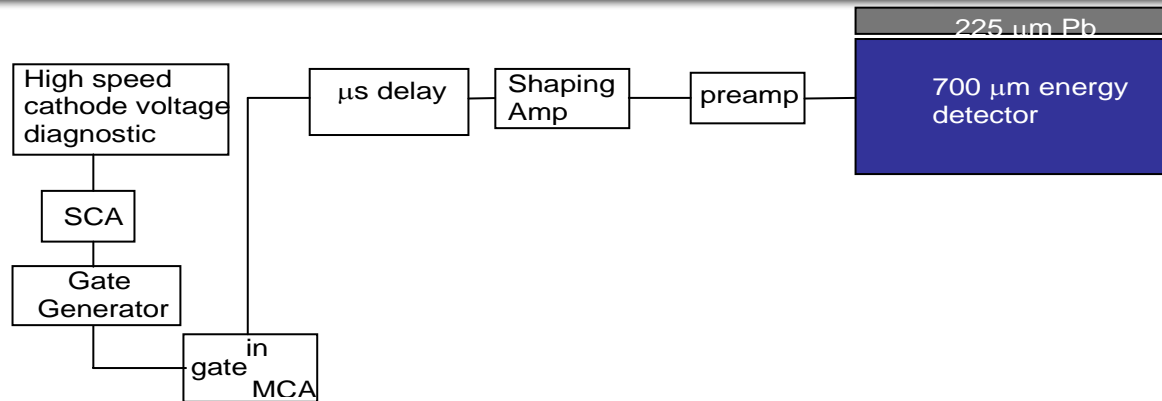 225 μm Pb
High speed
cathode voltage
diagnostic
μs delay
Shaping
Amp
preamp
700 μm energy
detector
SCA
Gate
Generator
in
gate
MCA